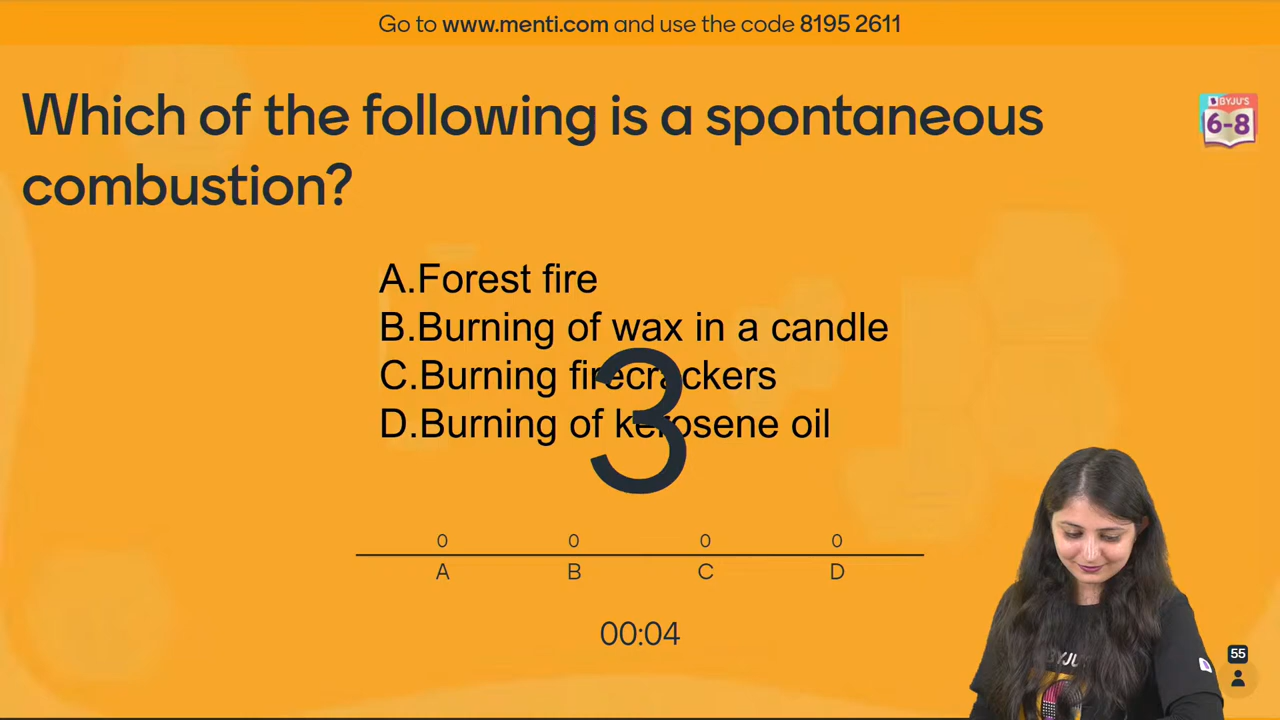 Go to www.menti.com and use the code 8195 2611
Which of the following is a spontaneous
combustion?
BYJU'S
6-8
A.Forest fire
B.Burning of wax in a candle
C.Burning firecrackers
D.Burning of kerosene oil
3
0 0 0 0
A B C D
00:04
BYJU'
55